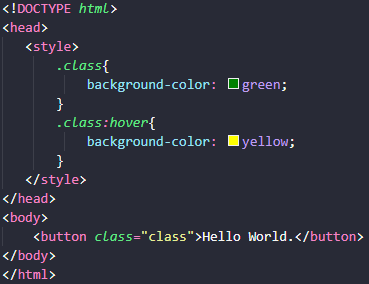 <!DOCTYPE html>
<head>
<style>
.class{
background-color: green;
}
.class:hover{
background-color: yellow;
}
</style>
</head>
<body>
<button class="class">Hello World.</button>
</body>
</html>